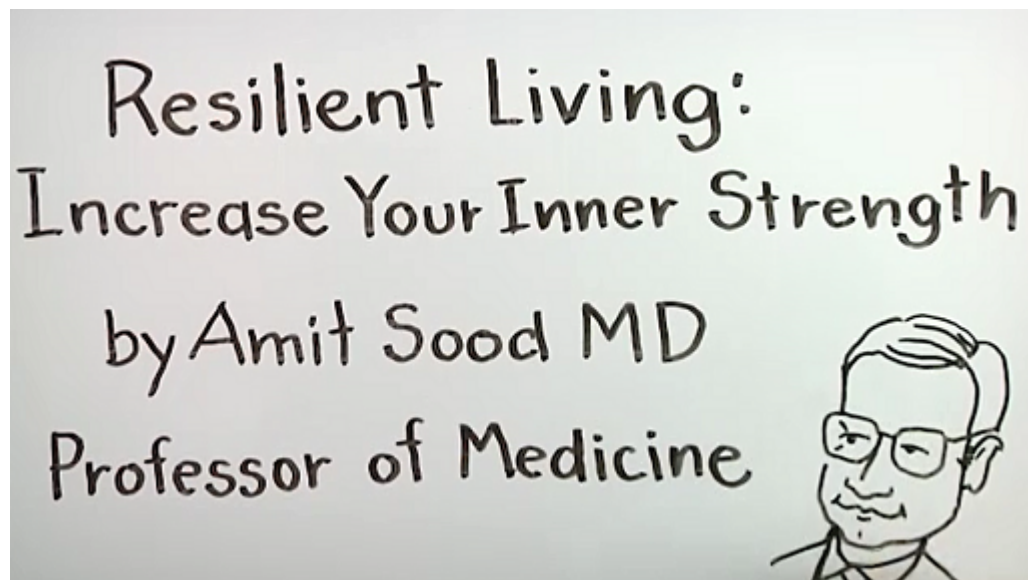 Resilient Living:
Increase Your Inner Strength
by Amit Sood MD
Professor of Medicine